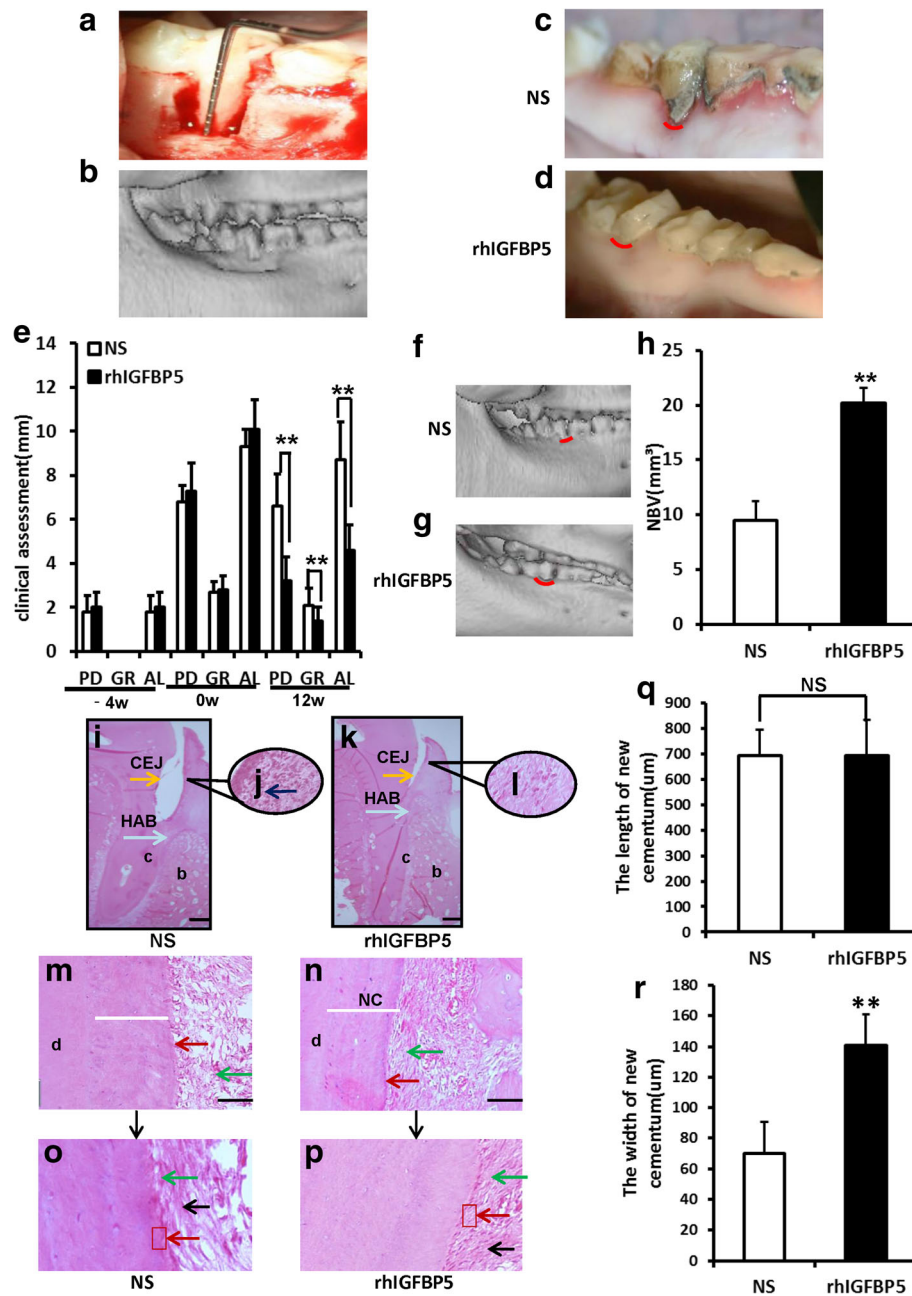 a
b
c
NS
d
rhIGFBP5
e
14
12
10
8
6
4
2
0
clinical assessment(mm)
NS
rhIGFBP5
**
**
**
PD GR AL PD GR AL PD GR AL
- 4w 0w 12w
f
NS
g
rhIGFBP5
h
25
20
15
10
5
0
NBV(mm³)
**
NS rhIGFBP5
i
CEJ
HAB
c
b
NS
j
k
CEJ
HAB
c
b
rhIGFBP5
l
m
d
n
NC
d
o
NS
p
rhIGFBP5
q
900
800
700
600
500
400
300
200
100
0
The length of new
cementum(um)
NS
NS rhIGFBP5
r
180
160
140
120
100
80
60
40
20
0
The width of new
cementum(um)
**
NS rhIGFBP5